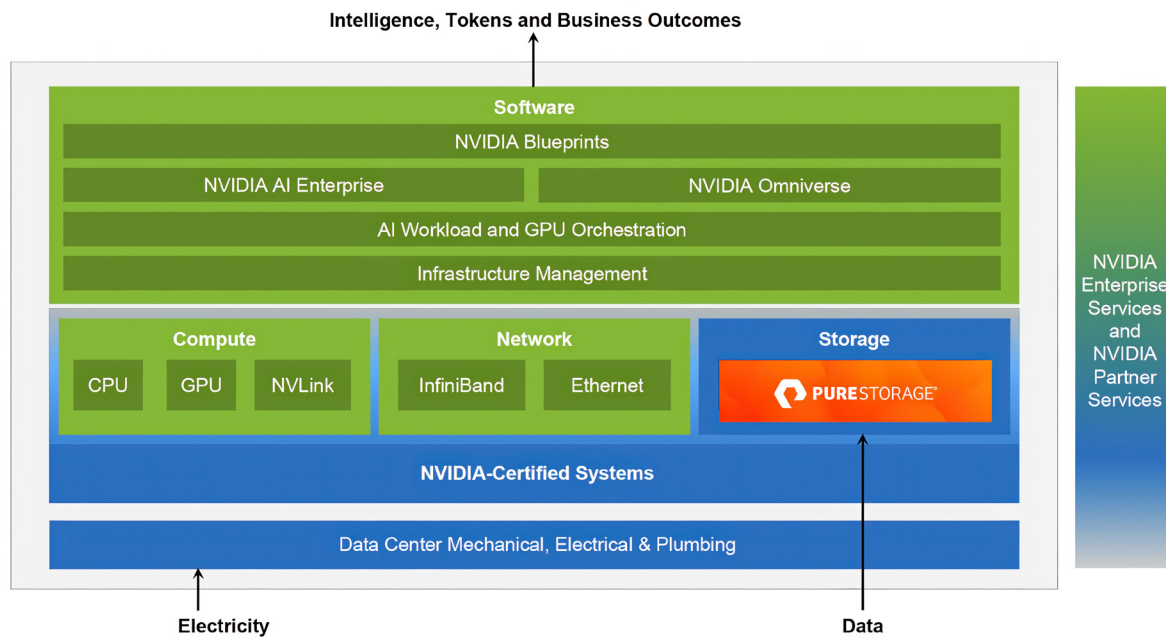 Intelligence, Tokens and Business Outcomes
Software
NVIDIA Blueprints
NVIDIA AI Enterprise
NVIDIA Omniverse
AI Workload and GPU Orchestration
Infrastructure Management
Compute
CPU
GPU
NVLink
Network
InfiniBand
Ethernet
Storage
PURESTORAGE®
NVIDIA-Certified Systems
Data Center Mechanical, Electrical & Plumbing
Electricity
Data
NVIDIA
Enterprise
Services
and
NVIDIA
Partner
Services